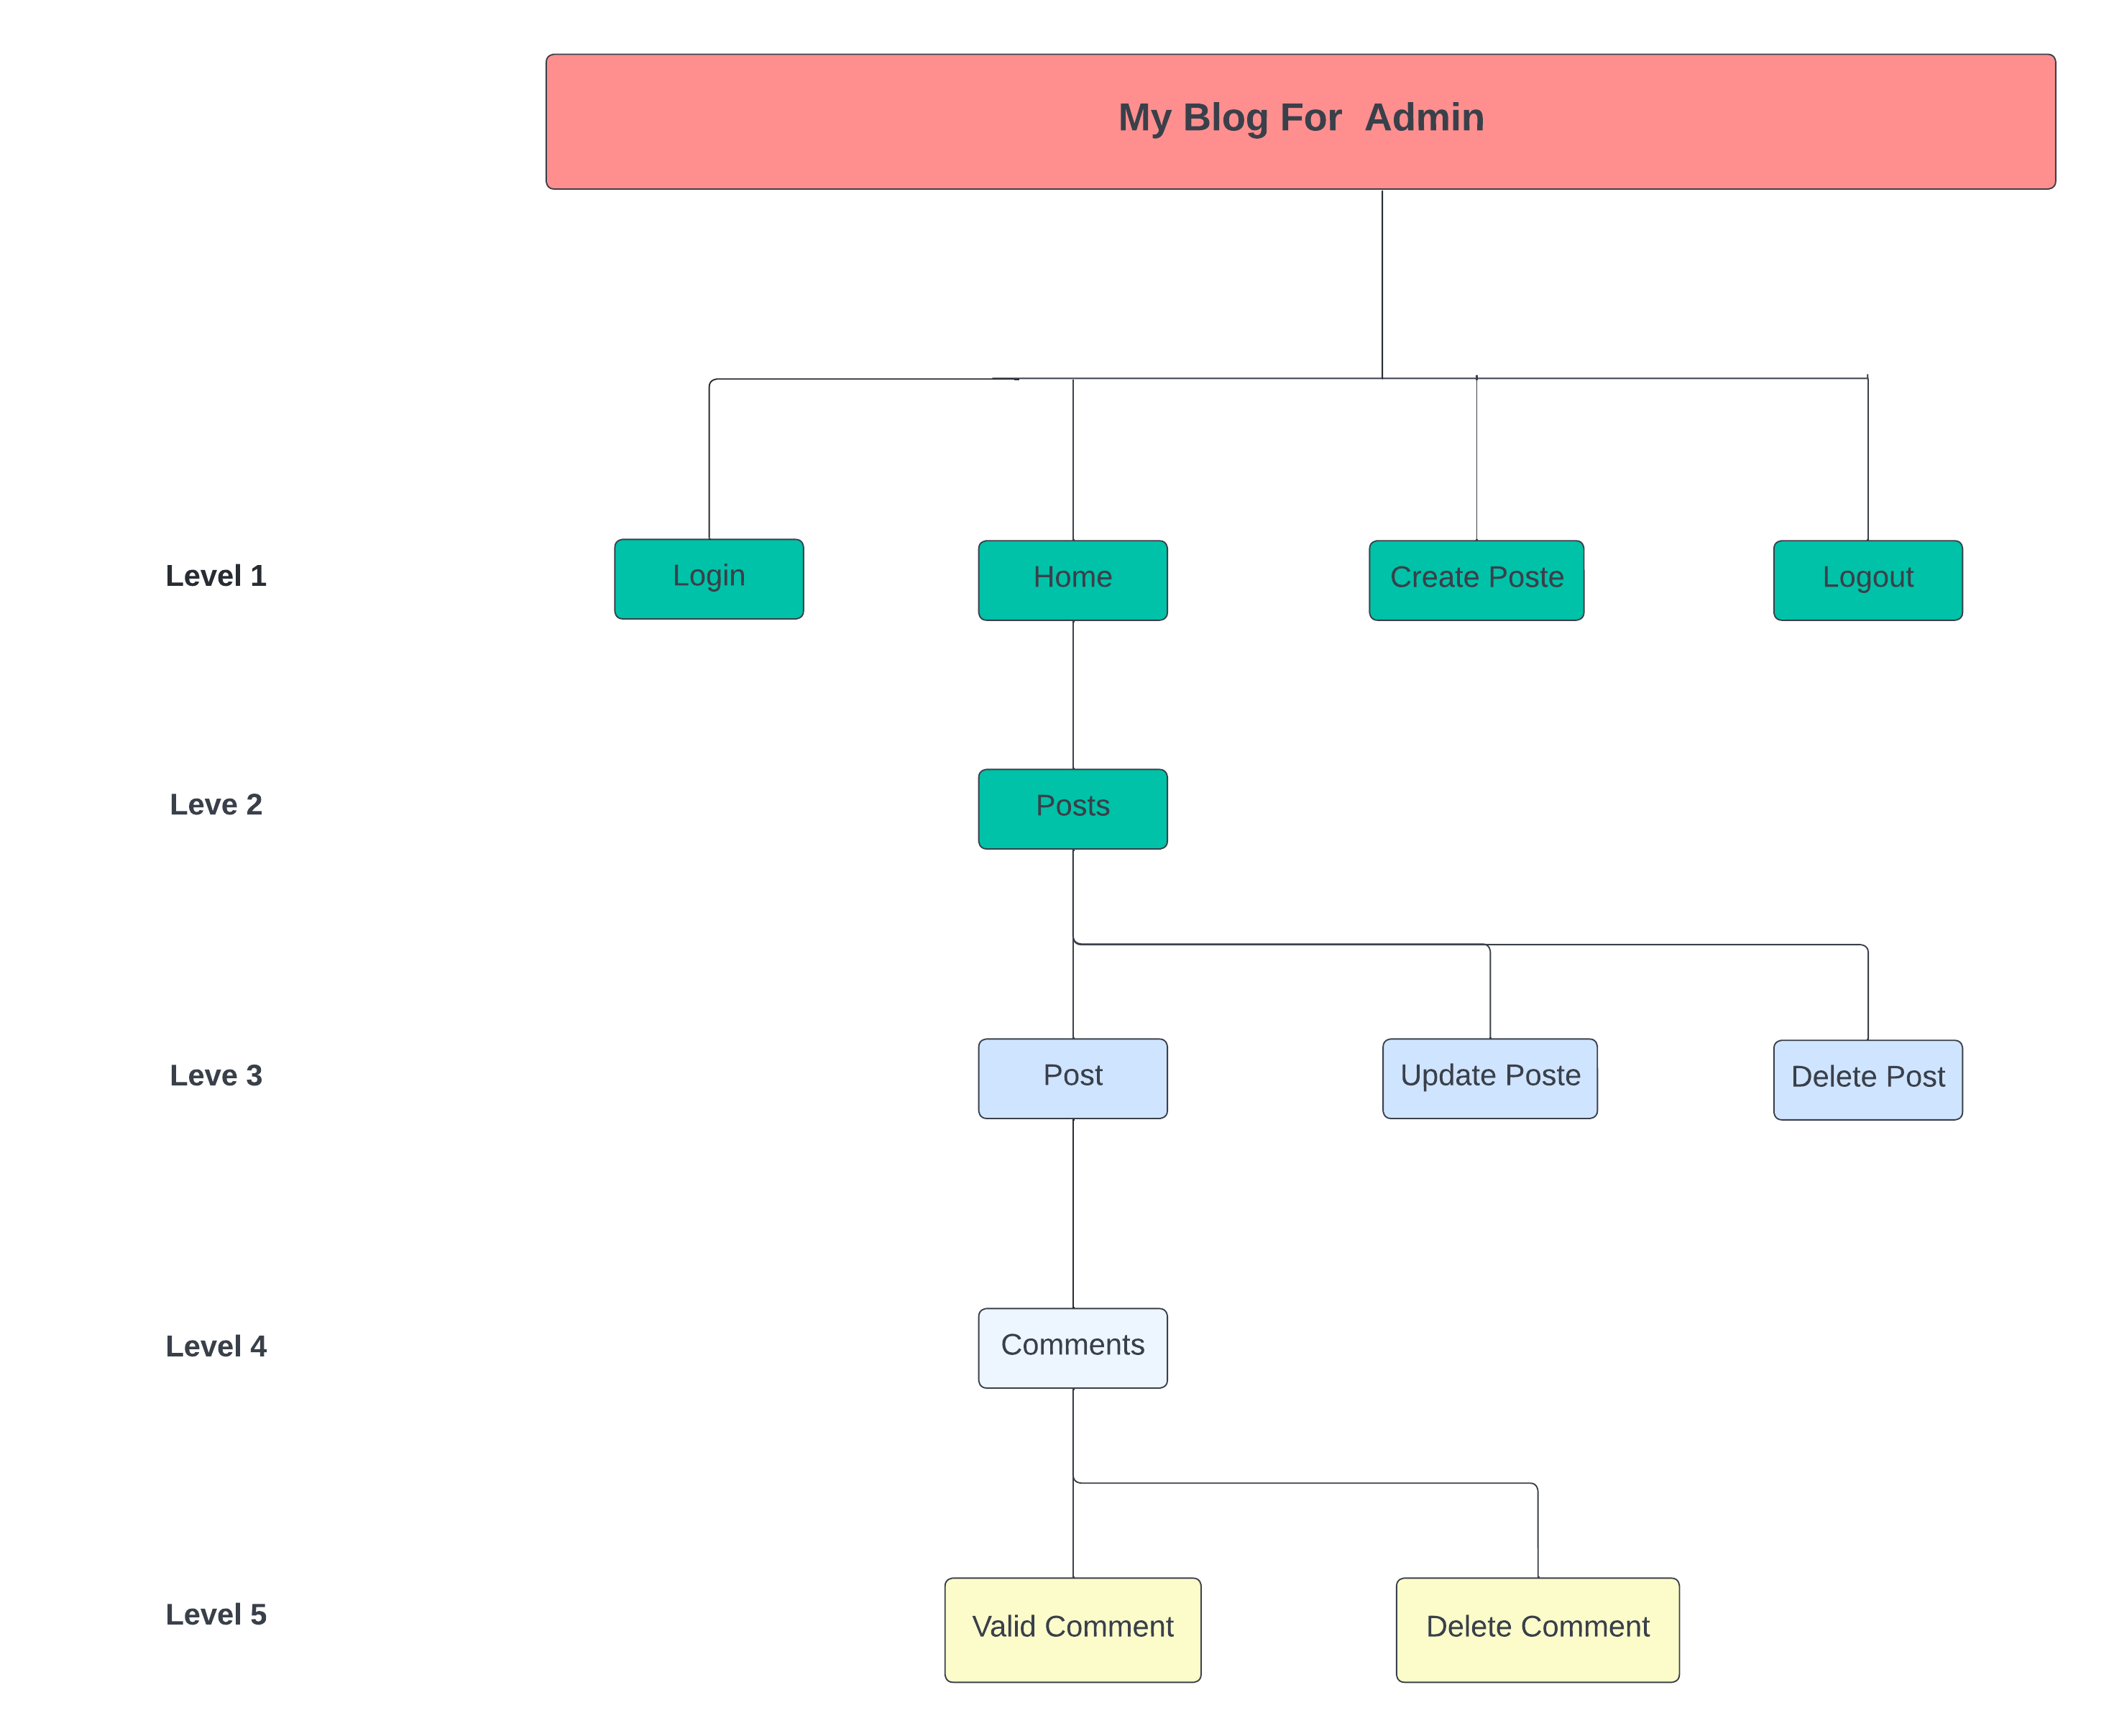 My Blog For  Admin
Level 1
Login
Home
Create Poste
Logout
Leve 2
Posts
Leve 3
Post
Update Poste
Delete Post
Level 4
Comments
Level 5
Valid Comment
Delete Comment